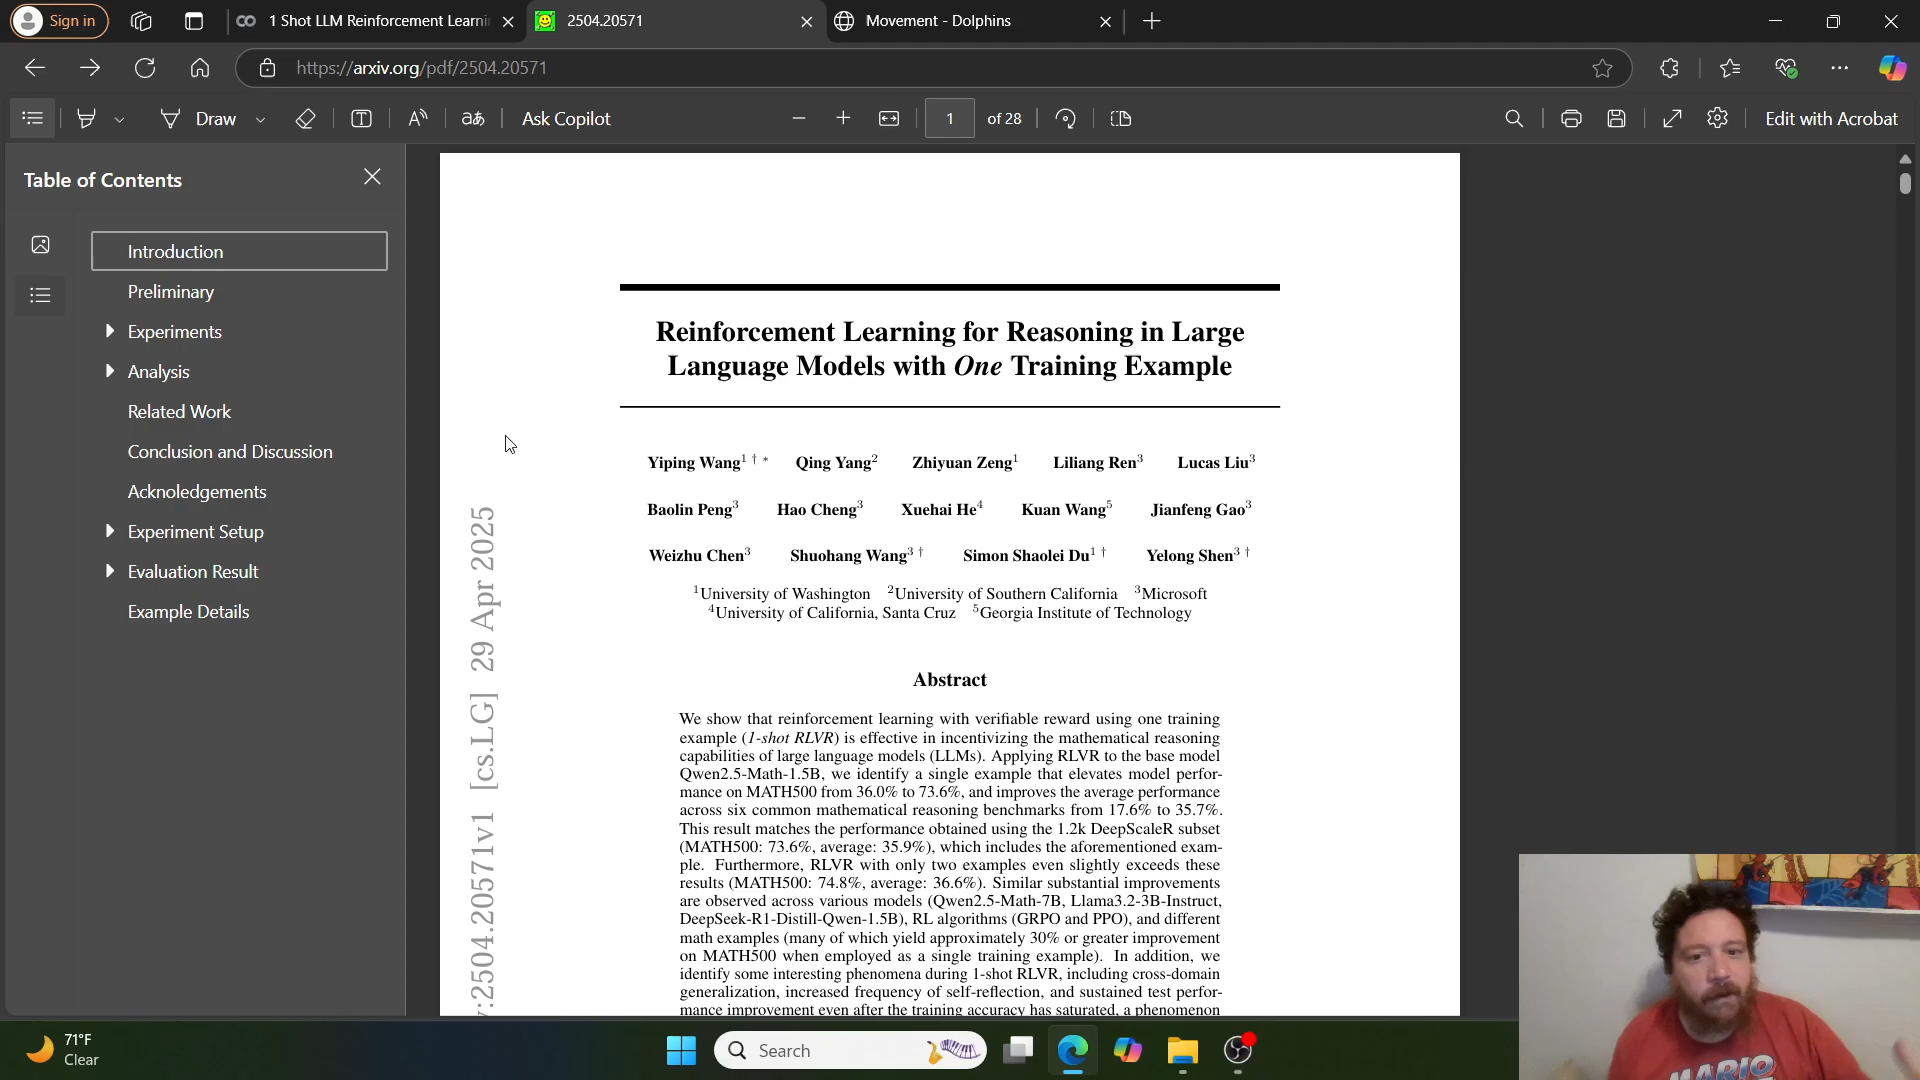 Sign in
1 Shot LLM Reinforcement Learni
2504.20571
Movement - Dolphins
https://arxiv.org/pdf/2504.20571
Draw
aあ
Ask Copilot
1
of 28
Edit with Acrobat
Table of Contents
Introduction
Preliminary
Experiments
Analysis
Related Work
Conclusion and Discussion
Acknoledgements
Experiment Setup
Evaluation Result
Example Details
Reinforcement Learning for Reasoning in Large
Language Models with One Training Example
Yiping Wang1 † * Qing Yang2 Zhiyuan Zeng1 Liliang Ren3 Lucas Liu3
Baolin Peng3 Hao Cheng3 Xuehai He4 Kuan Wang5 Jianfeng Gao3
Weizhu Chen3 Shuohang Wang3 † Simon Shaolei Du1 † Yelong Shen3 †
1University of Washington 2University of Southern California 3Microsoft
4University of California, Santa Cruz 5Georgia Institute of Technology
Abstract
We show that reinforcement learning with verifiable reward using one training
example (1-shot RLVR) is effective in incentivizing the mathematical reasoning
capabilities of large language models (LLMs). Applying RLVR to the base model
Qwen2.5-Math-1.5B, we identify a single example that elevates model perfor-
mance on MATH500 from 36.0% to 73.6%, and improves the average performance
across six common mathematical reasoning benchmarks from 17.6% to 35.7%.
This result matches the performance obtained using the 1.2k DeepScaleR subset
(MATH500: 73.6%, average: 35.9%), which includes the aforementioned exam-
ple. Furthermore, RLVR with only two examples even slightly exceeds these
results (MATH500: 74.8%, average: 36.6%). Similar substantial improvements
are observed across various models (Qwen2.5-Math-7B, Llama3.2-3B-Instruct,
DeepSeek-R1-Distill-Qwen-1.5B), RL algorithms (GRPO and PPO), and different
math examples (many of which yield approximately 30% or greater improvement
on MATH500 when employed as a single training example). In addition, we
identify some interesting phenomena during 1-shot RLVR, including cross-domain
generalization, increased frequency of self-reflection, and sustained test perfor-
mance improvement even after the training accuracy has saturated, a phenomenon
v:2504.20571v1 [cs.LG] 29 Apr 2025
MARIO
71°F
Clear
Search